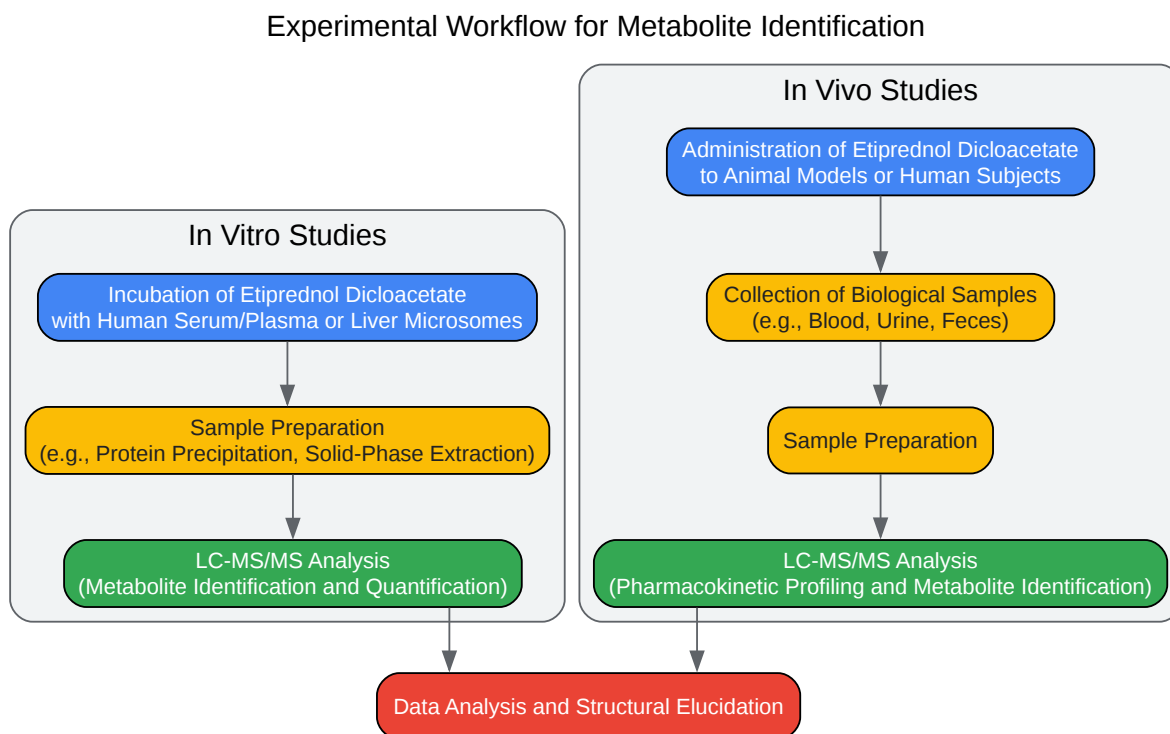 Experimental Workflow for Metabolite Identification
In Vitro Studies
Incubation of Etiprednol Dicloacetate
with Human Serum/Plasma or Liver Microsomes
Sample Preparation
(e.g., Protein Precipitation, Solid-Phase Extraction)
LC-MS/MS Analysis
(Metabolite Identification and Quantification)
In Vivo Studies
Administration of Etiprednol Dicloacetate
to Animal Models or Human Subjects
Collection of Biological Samples
(e.g., Blood, Urine, Feces)
Sample Preparation
LC-MS/MS Analysis
(Pharmacokinetic Profiling and Metabolite Identification)
Data Analysis and Structural Elucidation